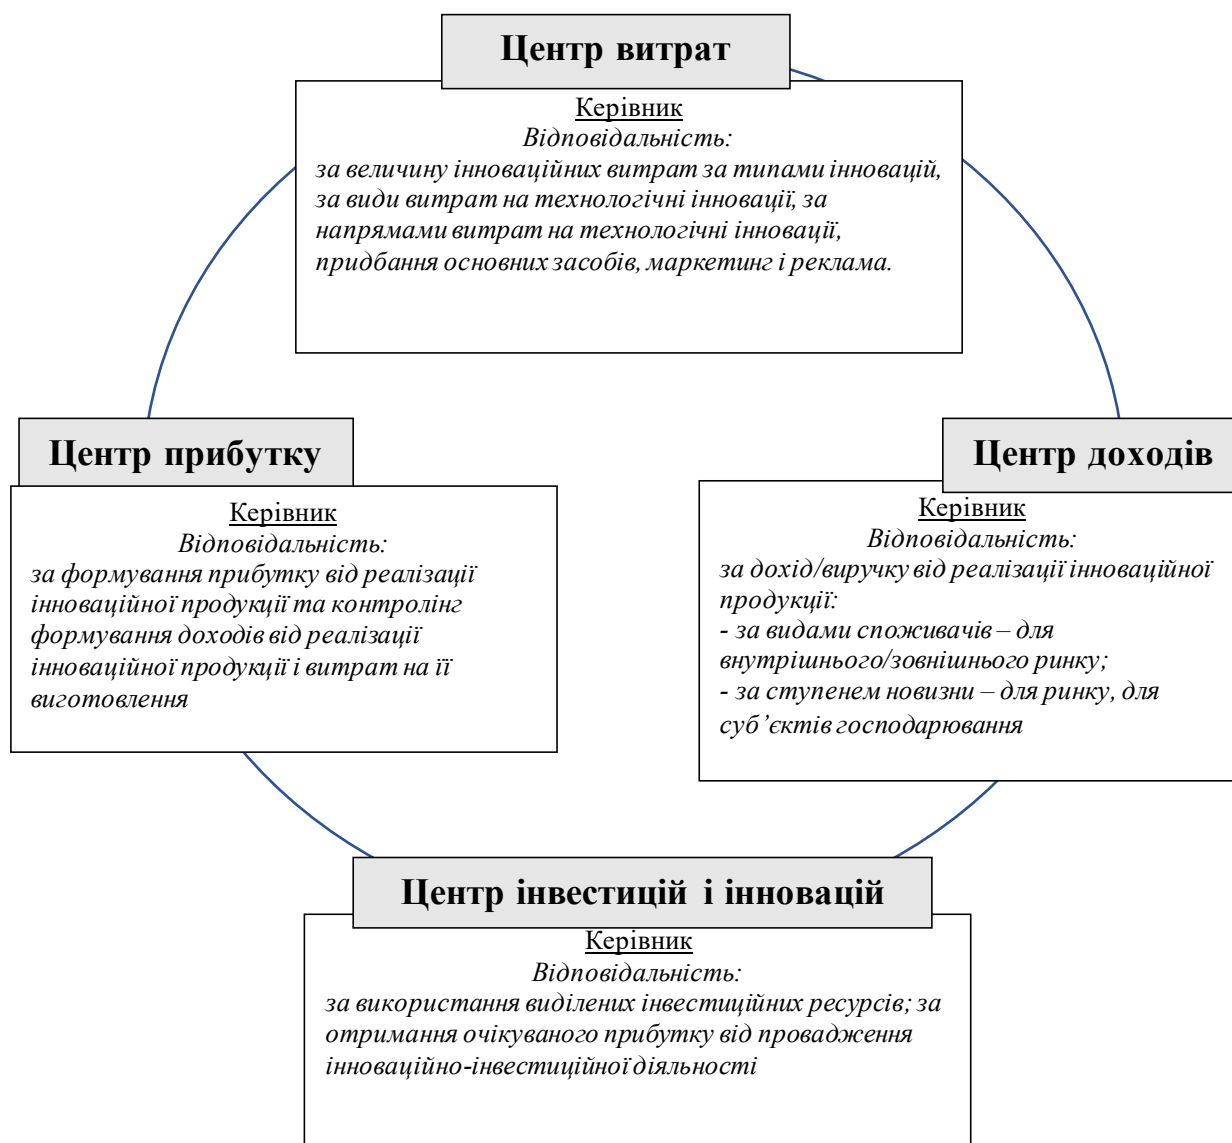 Центр витрат
Керівник
Відповідальність:
за величину інноваційних витрат за типами інновацій,
за види витрат на технологічні інновації, за
напрямами витрат на технологічні інновації,
придбання основних засобів, маркетинг і реклама.
Центр прибутку
Керівник
Відповідальність:
за формування прибутку від реалізації
інноваційної продукції та контролінг
формування доходів від реалізації
інноваційної продукції і витрат на її
виготовлення
Центр доходів
Керівник
Відповідальність:
за дохід/виручку від реалізації інноваційної
продукції:
- за видами споживачів – для
внутрішнього/зовнішнього ринку;
- за ступенем новизни – для ринку, для
суб’єктів господарювання
Центр інвестицій і інновацій
Керівник
Відповідальність:
за використання виділених інвестиційних ресурсів; за
отримання очікуваного прибутку від провадження
інноваційно-інвестиційної діяльності